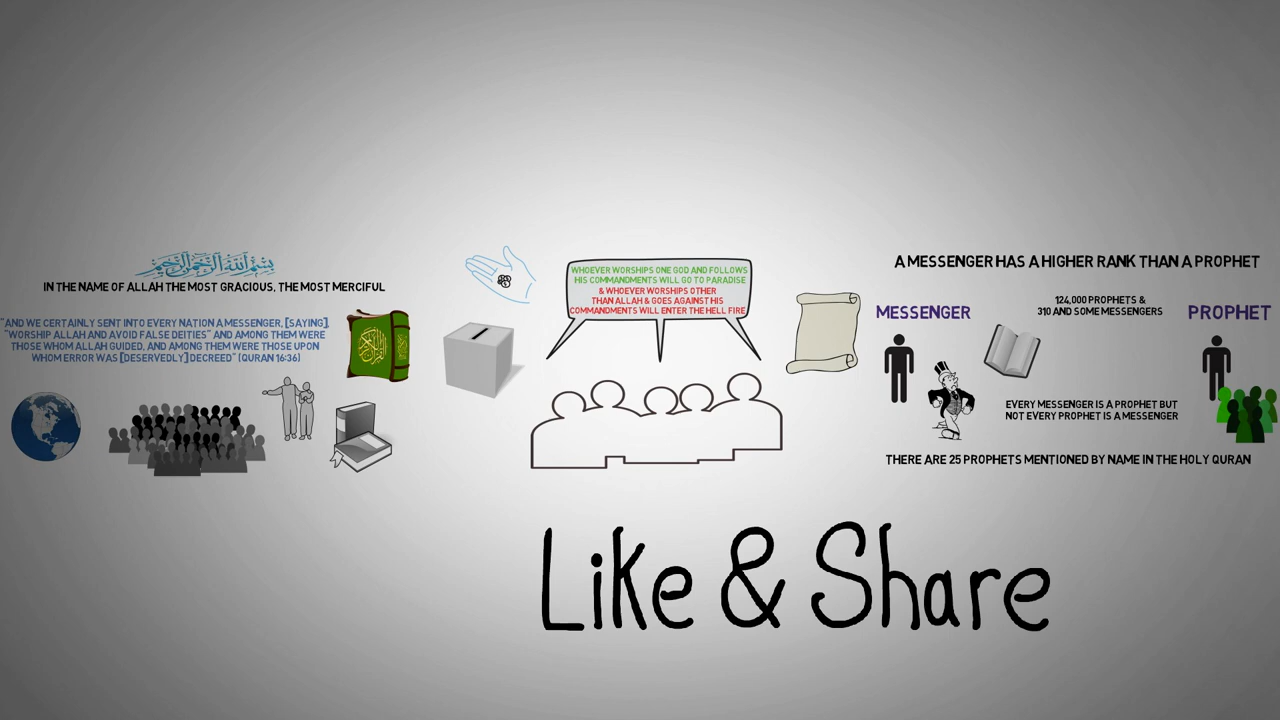 بسم الله الرحمن الرحيم
IN THE NAME OF ALLAH THE MOST GRACIOUS, THE MOST MERCIFUL
"AND WE CERTAINLY SENT INTO EVERY NATION A MESSENGER, [SAYING],
"WORSHIP ALLAH AND AVOID FALSE DEITIES" AND AMONG THEM WERE
THOSE WHOM ALLAH GUIDED, AND AMONG THEM WERE THOSE UPON
WHOM ERROR WAS [DESERVEDLY] DECREED" (QURAN 16:36)
WHOEVER WORSHIPS ONE GOD AND FOLLOWS
HIS COMMANDMENTS WILL GO TO PARADISE
& WHOEVER WORSHIPS OTHER
THAN ALLAH & GOES AGAINST HIS
COMMANDMENTS WILL ENTER THE HELL FIRE
A MESSENGER HAS A HIGHER RANK THAN A PROPHET
MESSENGER
124,000 PROPHETS &
310 AND SOME MESSENGERS
PROPHET
EVERY MESSENGER IS A PROPHET BUT
NOT EVERY PROPHET IS A MESSENGER
THERE ARE 25 PROPHETS MENTIONED BY NAME IN THE HOLY QURAN
Like & Share